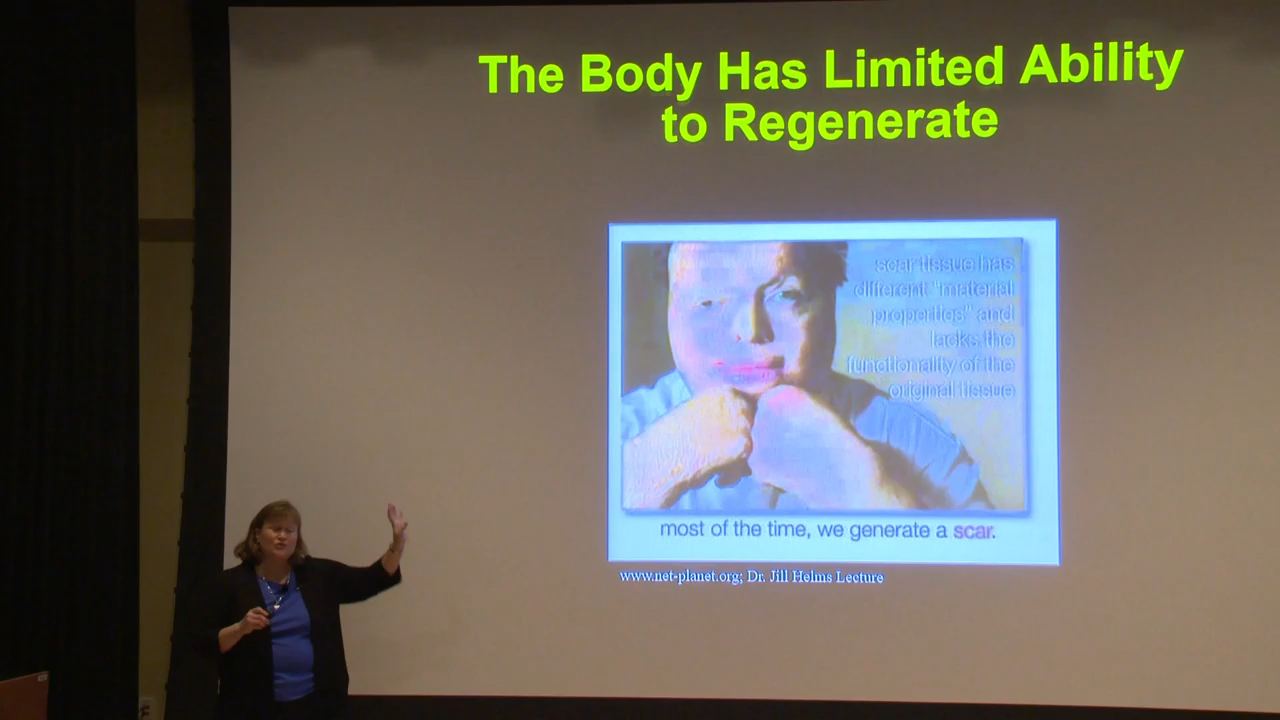 The Body Has Limited Ability
to Regenerate
scar tissue has
different "material
properties" and
lacks the
functionality of the
original tissue
most of the time, we generate a scar.
www.net-planet.org; Dr. Jill Helms Lecture